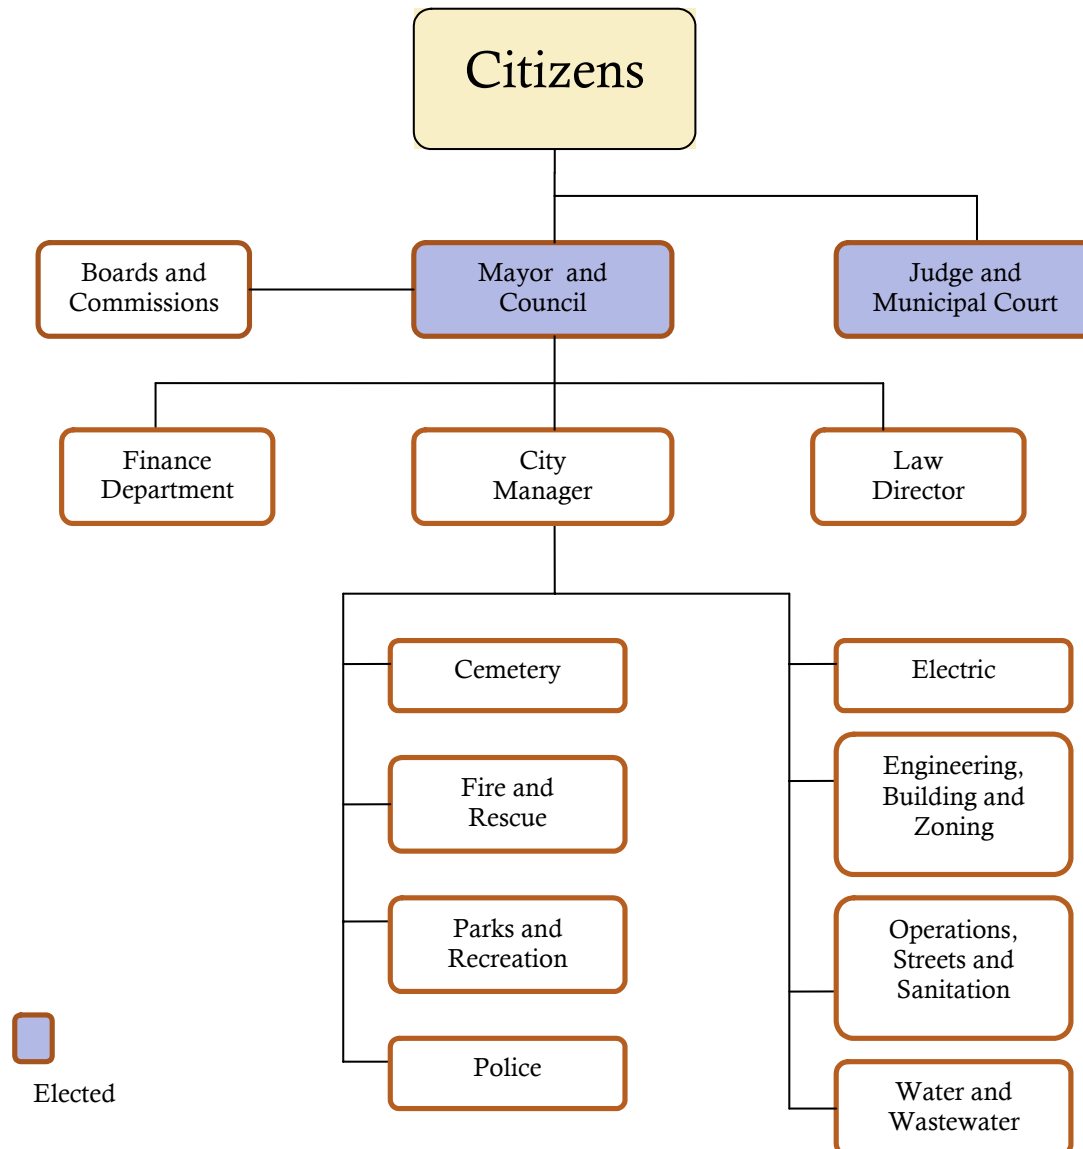 Citizens
Boards and
Commissions
Mayor and
Council
Judge and
Municipal Court
Finance
Department
City
Manager
Law
Director
Cemetery
Fire and
Rescue
Parks and
Recreation
Police
Electric
Engineering,
Building and
Zoning
Operations,
Streets and
Sanitation
Water and
Wastewater
Elected